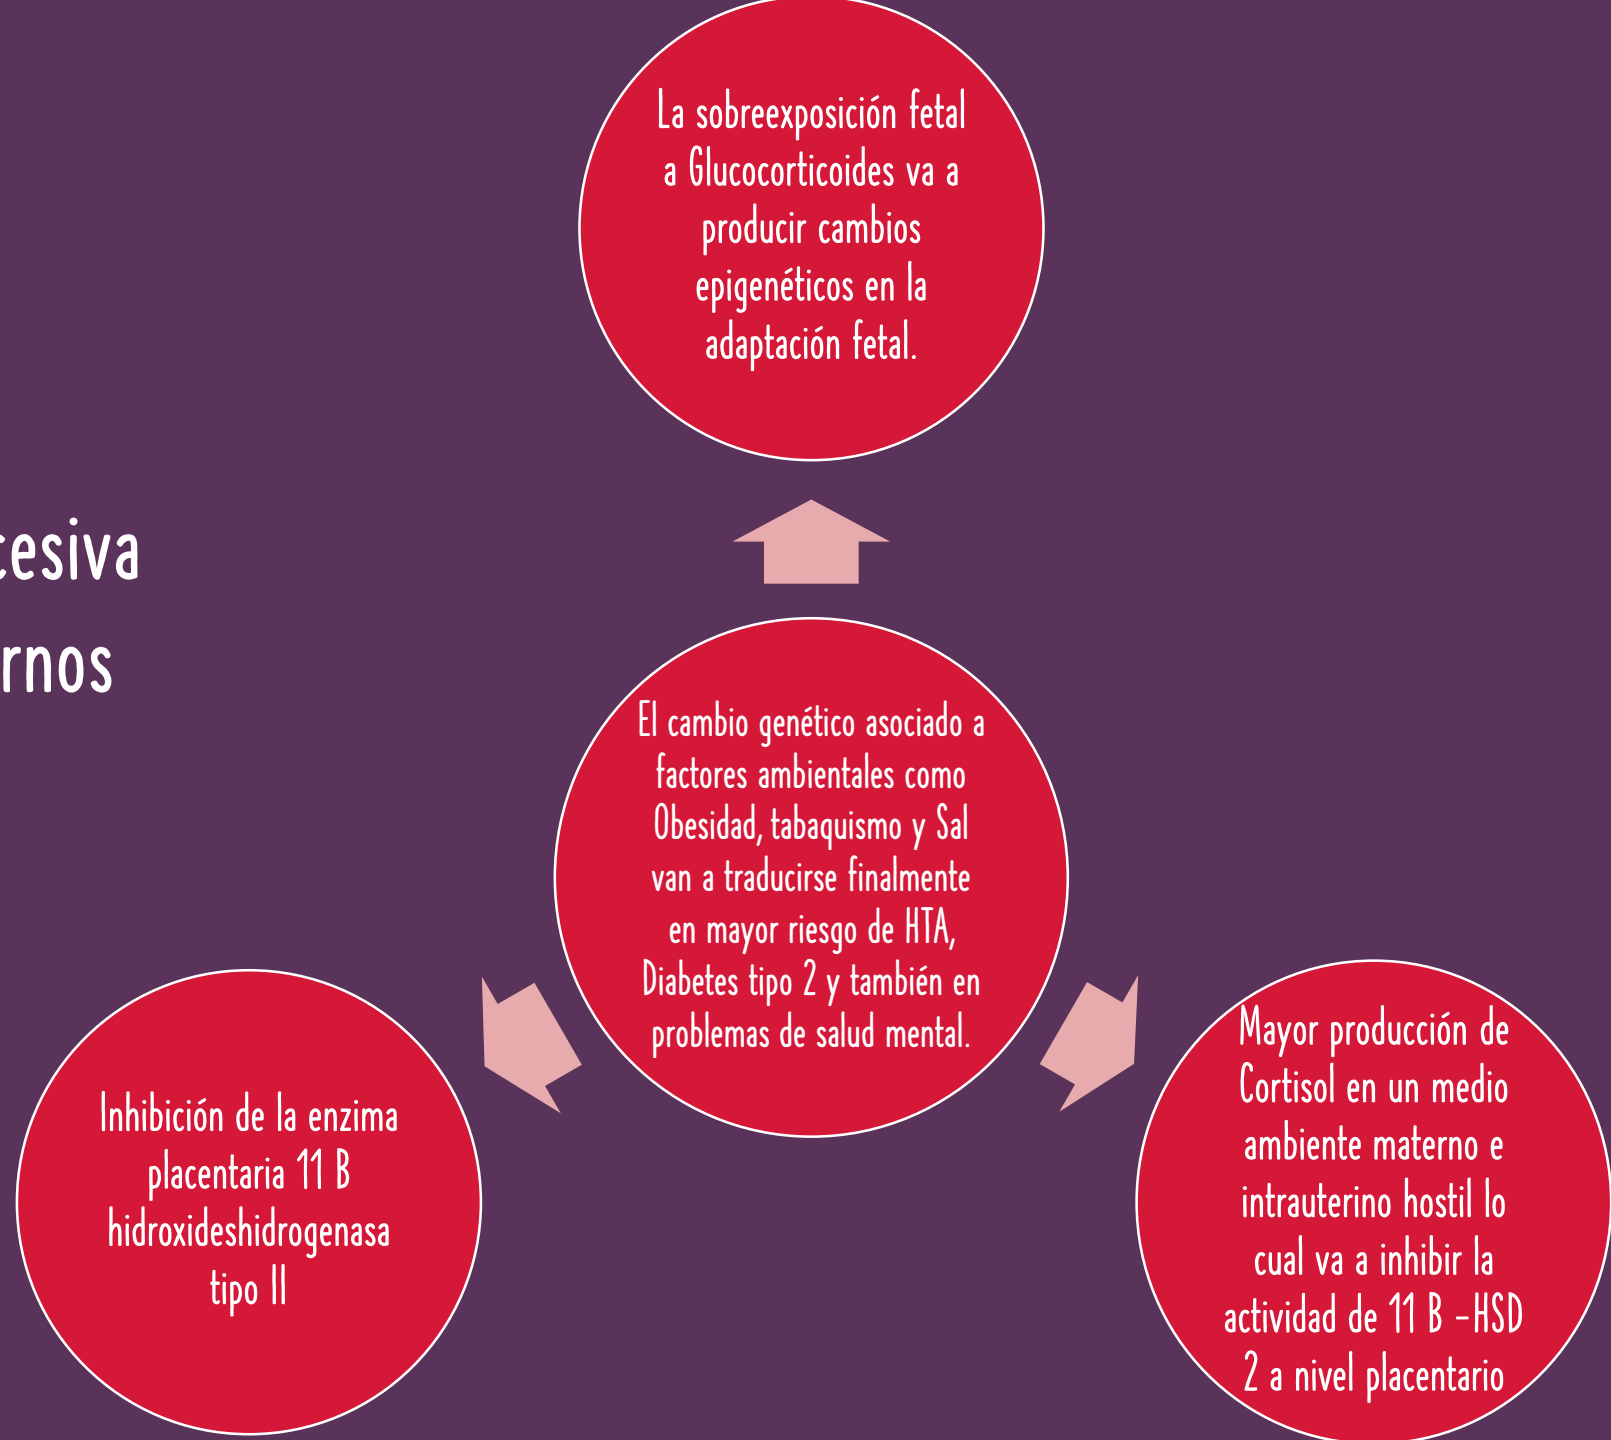 La sobreexposición fetal
a Glucocorticoides va a
producir cambios
epigenéticos en la
adaptación fetal.
El cambio genético asociado a
factores ambientales como
Obesidad, tabaquismo y Sal
van a traducirse finalmente
en mayor riesgo de HTA,
Diabetes tipo 2 y también en
problemas de salud mental.
Inhibición de la enzima
placentaria 11 B
hidroxideshidrogenasa
tipo II
Mayor producción de
Cortisol en un medio
ambiente materno e
intrauterino hostil lo
cual va a inhibir la
actividad de 11 B -HSD
2 a nivel placentario